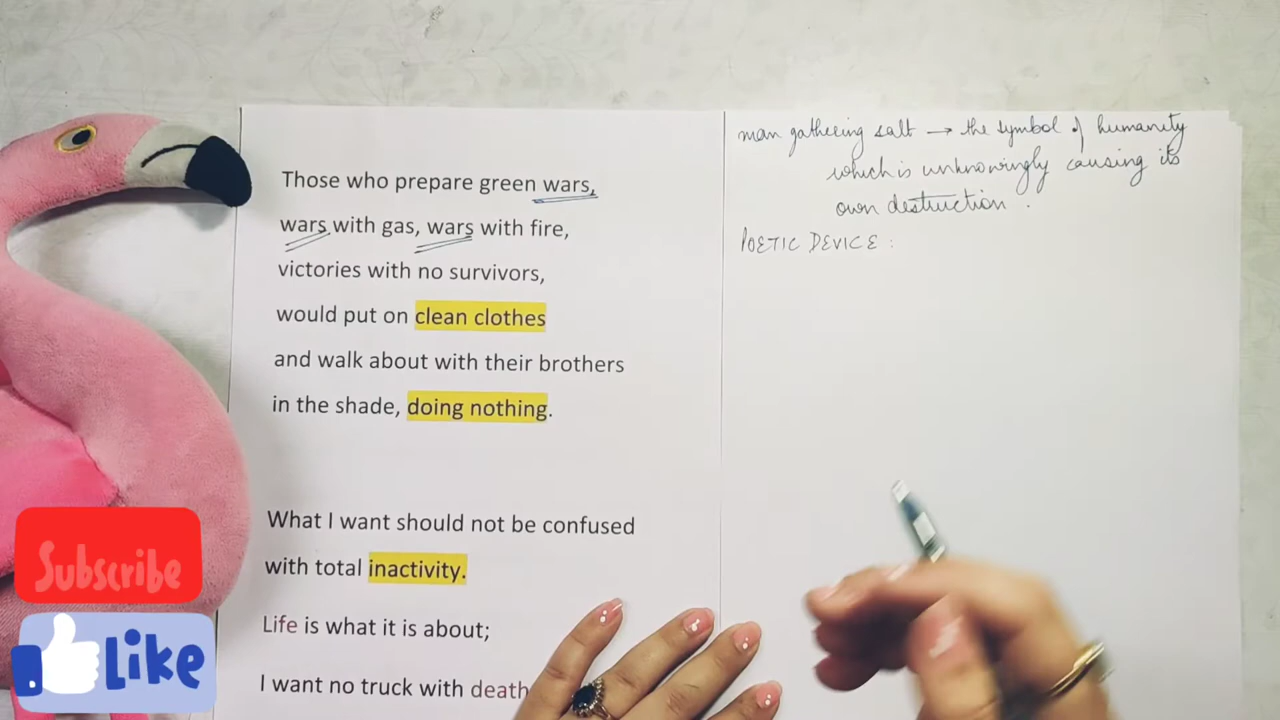 Those who prepare green wars,
wars with gas, wars with fire,
victories with no survivors,
would put on clean clothes
and walk about with their brothers
in the shade, doing nothing.
What I want should not be confused
with total inactivity.
Life is what it is about;
I want no truck with death
man gathering salt → the symbol of humanity
which is unknowingly causing its
own destruction.
POETIC DEVICE:
Subscribe
Like